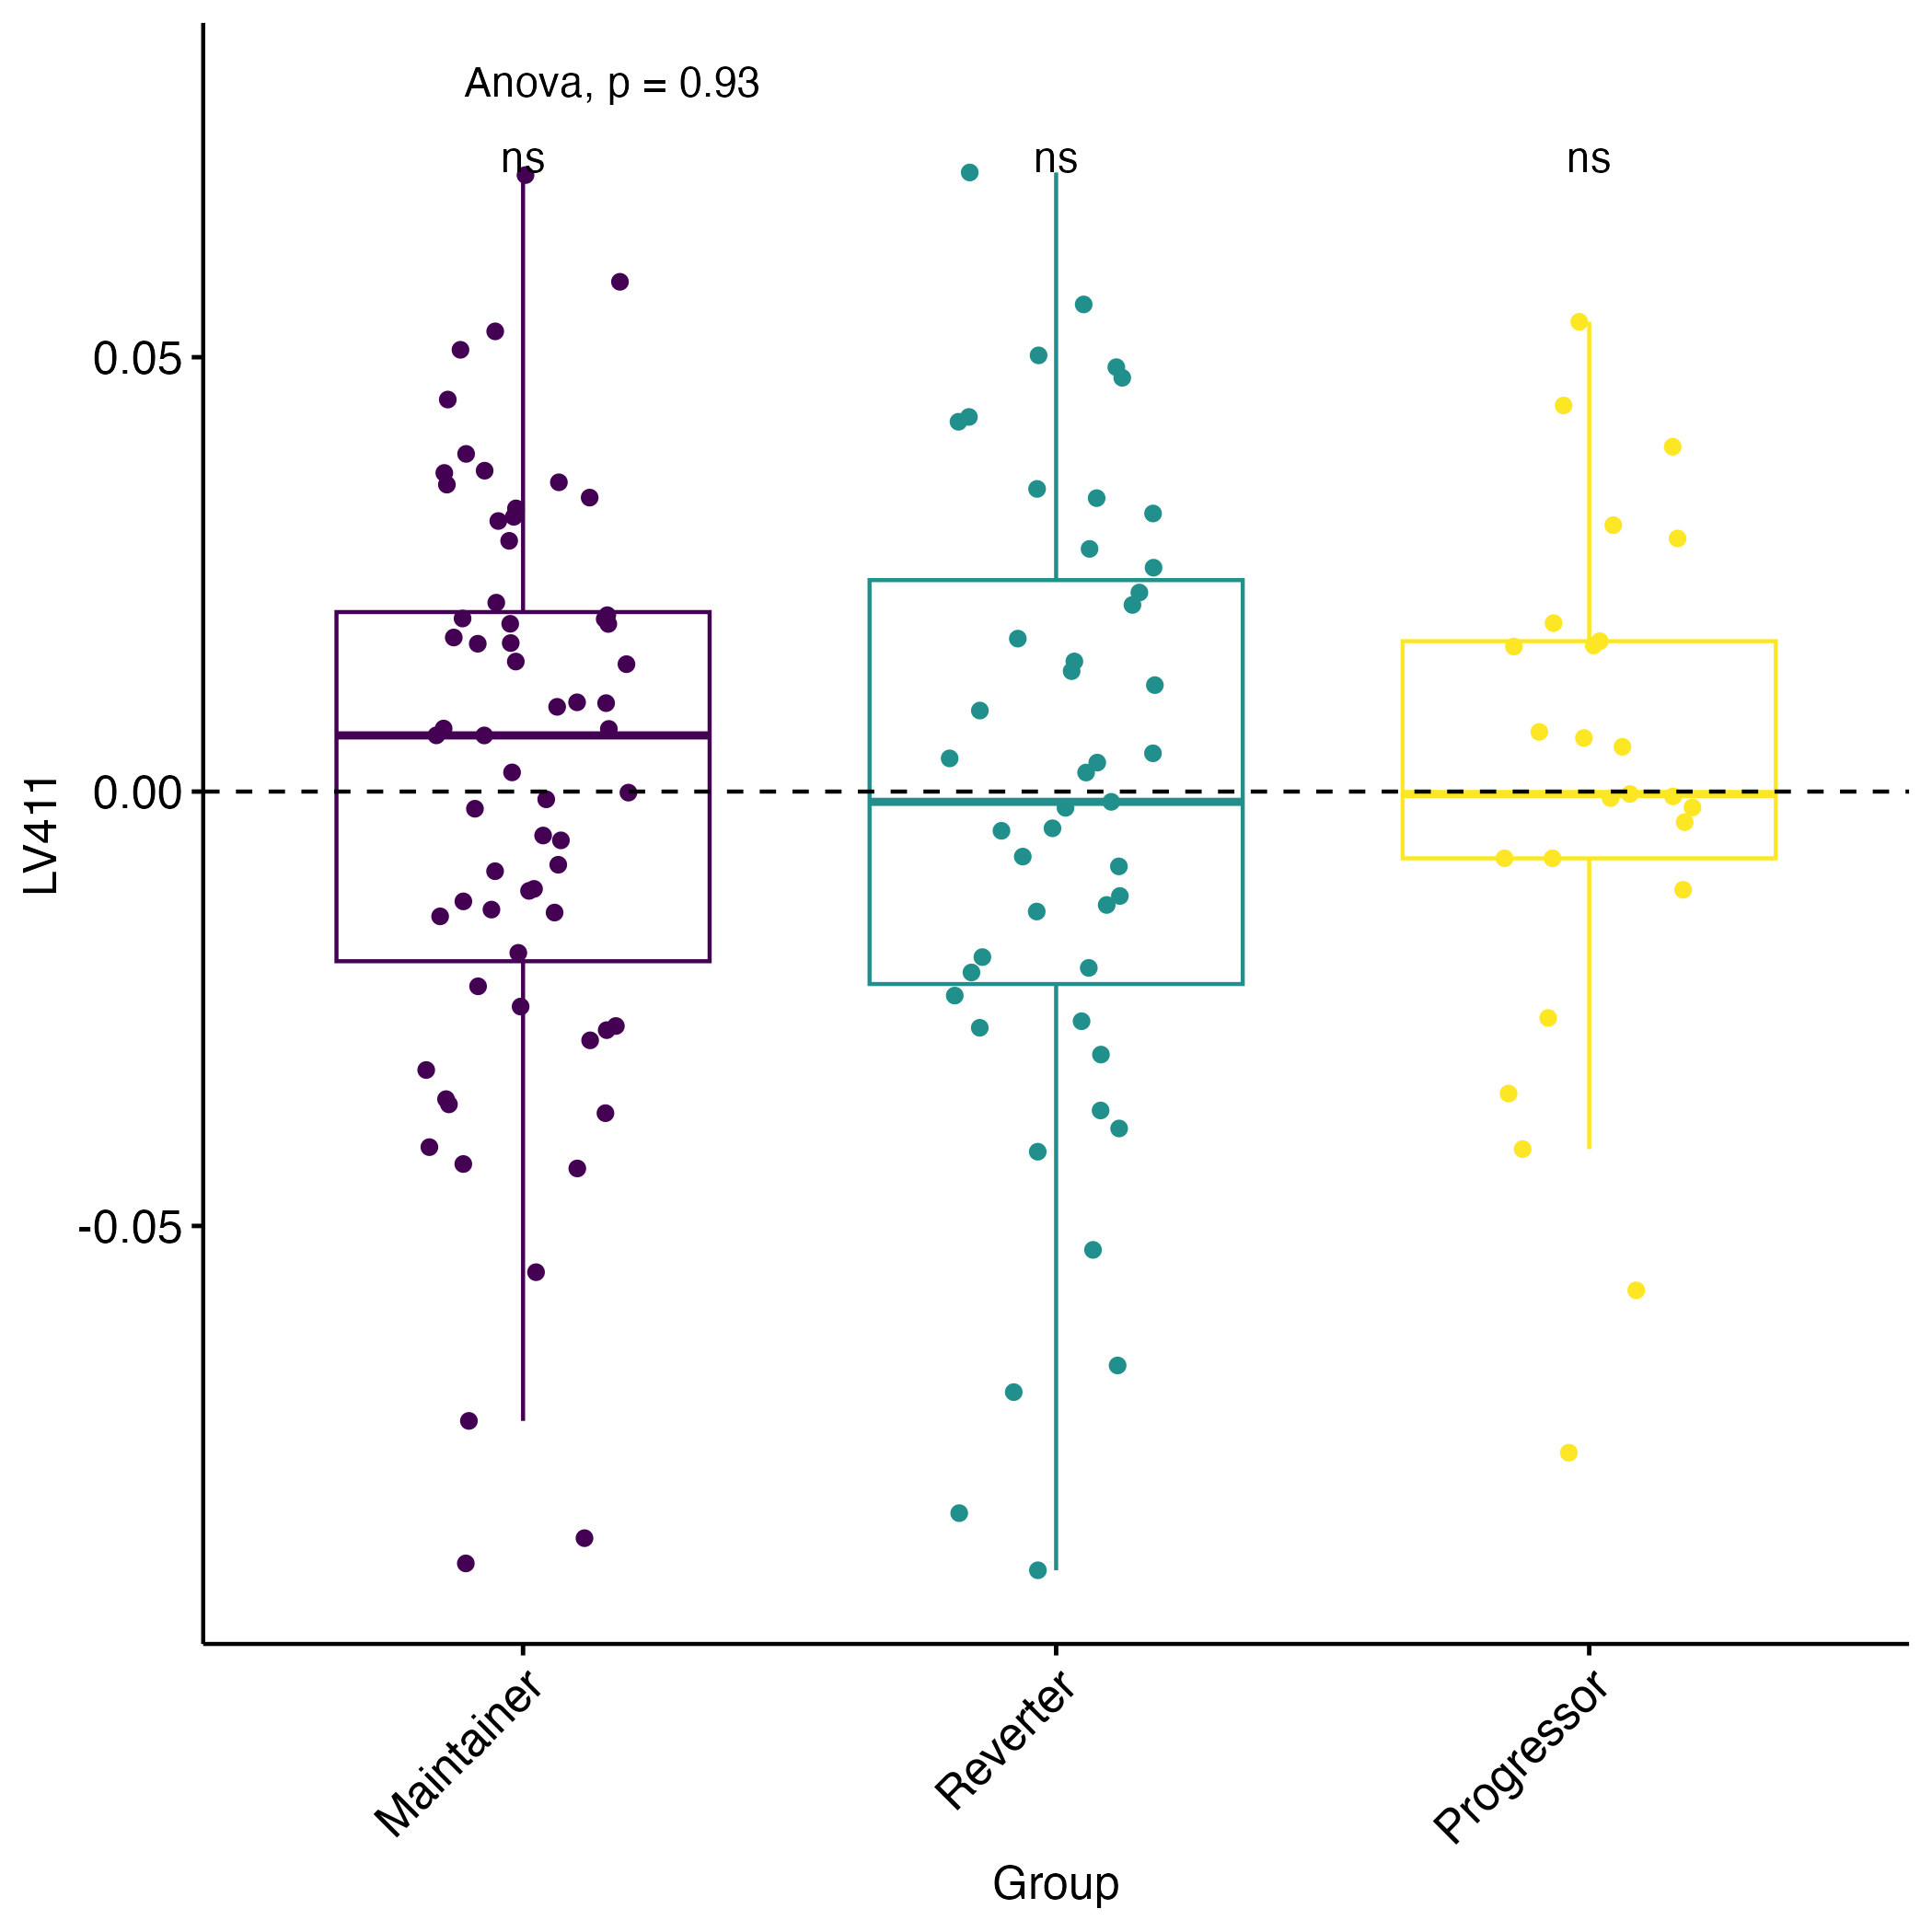 Anova, p = 0.93
ns ns ns
0.05
0.00
-0.05
LV411
Maintainer
Reverter
Progressor
Group